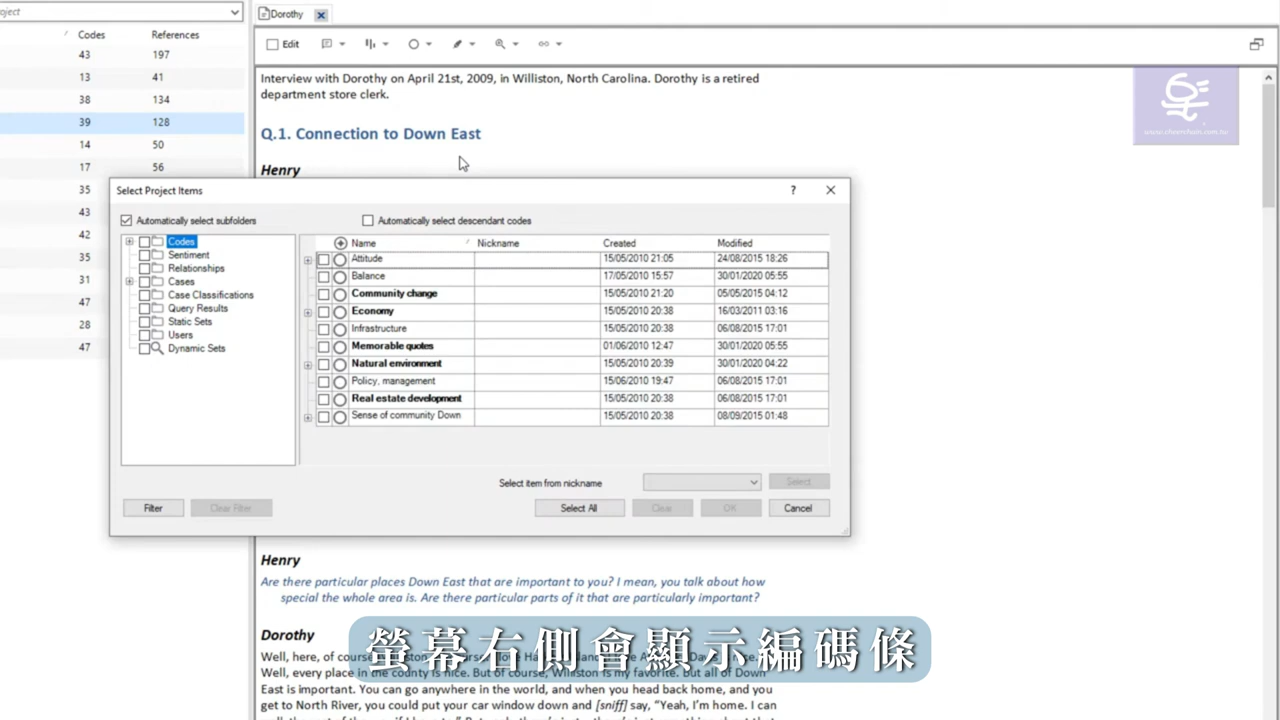 oject
Codes References
43 197
13 41
38 134
39 128
14 50
17 56
35
43
42
35
31
47
28
47
Dorothy
Edit
Interview with Dorothy on April 21st, 2009, in Williston, North Carolina. Dorothy is a retired
department store clerk.
Q.1. Connection to Down East
Henry
www.cheerchain.com.tw
Select Project Items
Automatically select subfolders
Automatically select descendant codes
Codes
Sentiment
Relationships
Cases
Case Classifications
Query Results
Static Sets
Users
Dynamic Sets
Name Nickname Created Modified
Attitude 15/05/2010 21:05 24/08/2015 18:26
Balance 17/05/2010 15:57 30/01/2020 05:55
Community change 15/05/2010 21:20 05/05/2015 04:12
Economy 15/05/2010 20:38 16/03/2011 03:16
Infrastructure 15/05/2010 20:38 06/08/2015 17:01
Memorable quotes 01/06/2010 12:47 30/01/2020 05:55
Natural environment 15/05/2010 20:39 30/01/2020 04:22
Policy, management 15/06/2010 19:47 06/08/2015 17:01
Real estate development 15/05/2010 20:38 06/08/2015 17:01
Sense of community Down 15/05/2010 20:38 08/09/2015 01:48
Select item from nickname
Select
Filter Clear Filter Select All Clear OK Cancel
Henry
Are there particular places Down East that are important to you? I mean, you talk about how
special the whole area is. Are there particular parts of it that are particularly important?
Dorothy
Well, here, of course
Well, every place in the county is nice. But of course, Williston is my favorite. But all of Down
East is important. You can go anywhere in the world, and when you head back home, and you
get to North River, you could put your car window down and [sniff] say, "Yeah, I'm home. I can
螢幕右側會顯示編碼條